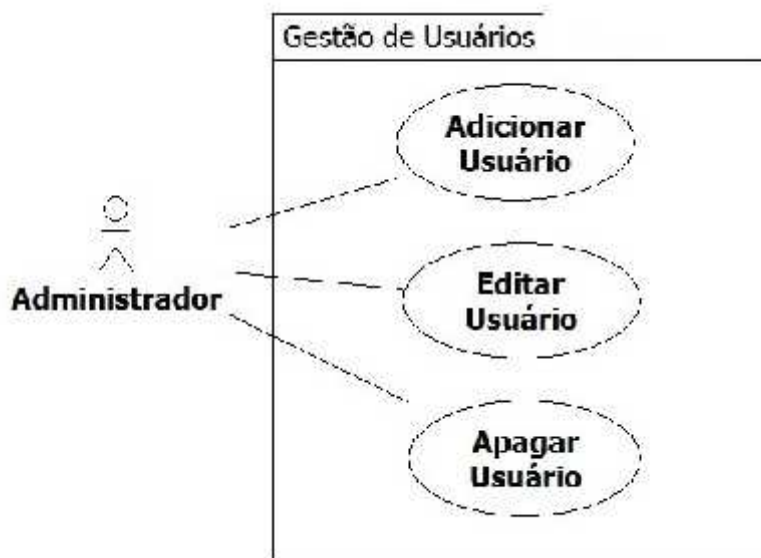 Gestão de Usuários
Adicionar
Usuário
Administrador
Editar
Usuário
Apagar
Usuário